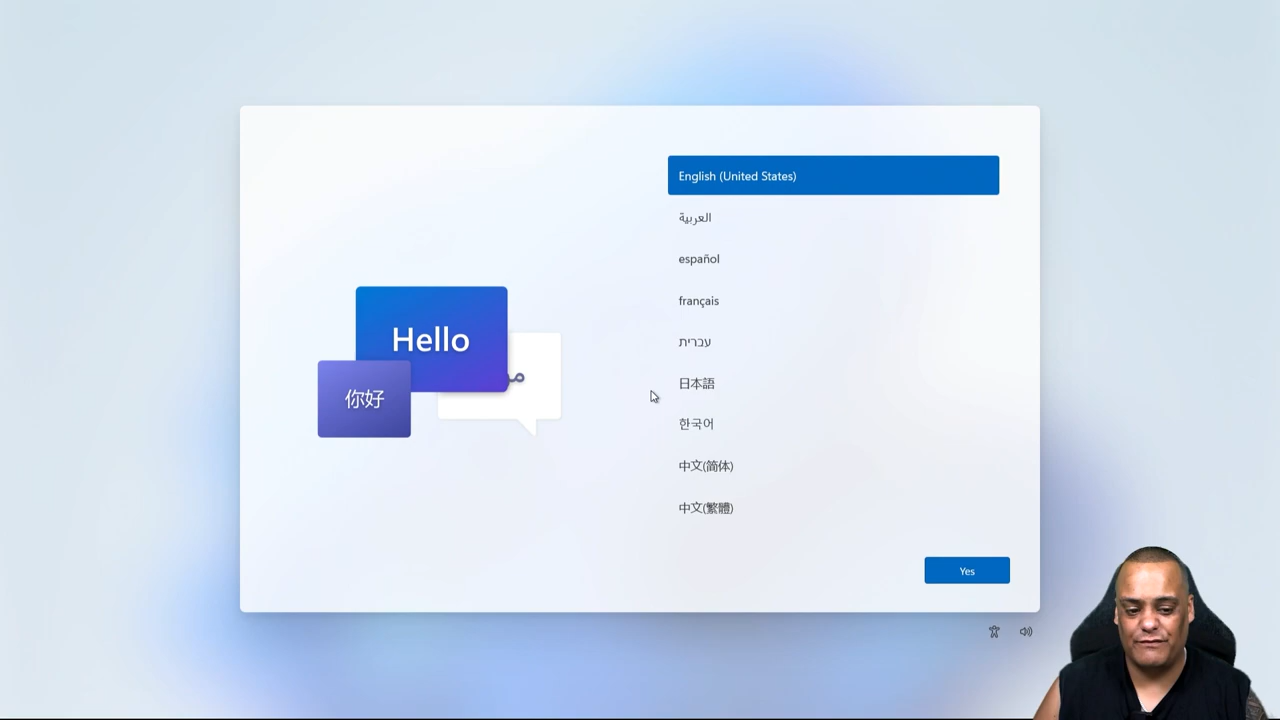 Hello
你好
English (United States)
العربية
español
français
עברית
日本語
한국어
中文(简体)
中文(繁體)
Yes